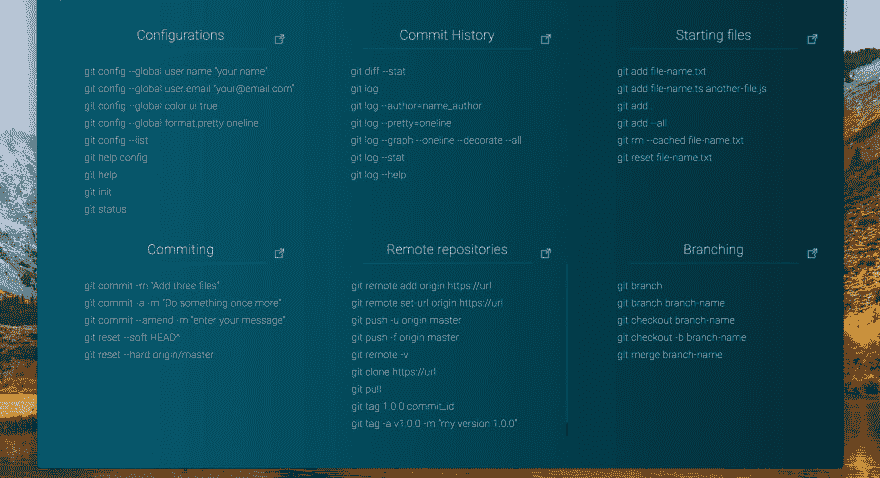 Configurations
git config --global user.name "your name"
git config --global user.email "your@email.com"
git config --global color.ui true
git config --global format.pretty oneline
git config --list
git help config
git help
git init
git status
Commit History
git diff --stat
git log
git log --author=name_author
git log --pretty=oneline
git log --graph --oneline --decorate --all
git log --stat
git log --help
Starting files
git add file-name.txt
git add file-name.ts another-file.js
git add .
git add --all
git rm --cached file-name.txt
git reset file-name.txt
Commiting
git commit -m "Add three files"
git commit -a -m "Do something once more"
git commit --amend -m "enter your message"
git reset --soft HEAD^
git reset --hard origin/master
Remote repositories
git remote add origin https://url
git remote set-url origin https://url
git push -u origin master
git push -f origin master
git remote -v
git clone https://url
git pull
git tag 1.0.0 commit_id
git tag -a v1.0.0 -m "my version 1.0.0"
Branching
git branch
git branch branch-name
git checkout branch-name
git checkout -b branch-name
git merge branch-name